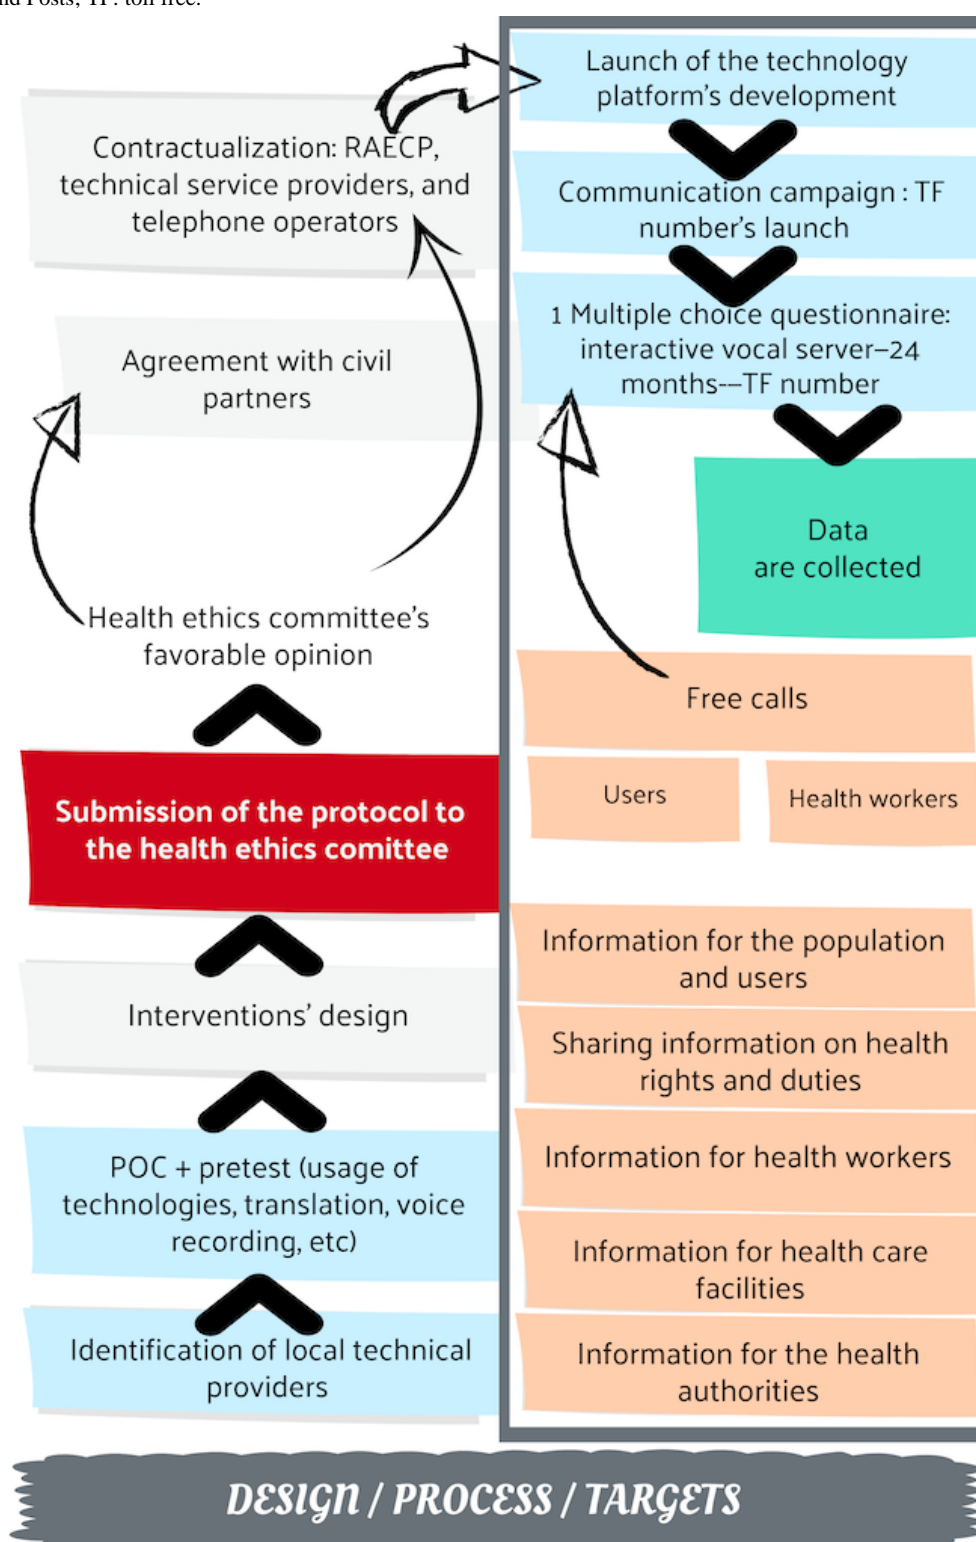 and Posts; TF: toll free.
Contractualization: RAECP,
technical service providers, and
telephone operators
Agreement with civil
partners
Health ethics committee's
favorable opinion
Submission of the protocol to
the health ethics comittee
Interventions' design
POC + pretest (usage of
technologies, translation, voice
recording, etc)
Identification of local technical
providers
Launch of the technology
platform's development
Communication campaign : TF
number's launch
1 Multiple choice questionnaire:
interactive vocal server–24
months-–TF number
Data
are collected
Free calls
Users
Health workers
Information for the population
and users
Sharing information on health
rights and duties
Information for health workers
Information for health care
facilities
Information for the health
authorities
DESIGN / PROCESS / TARGETS